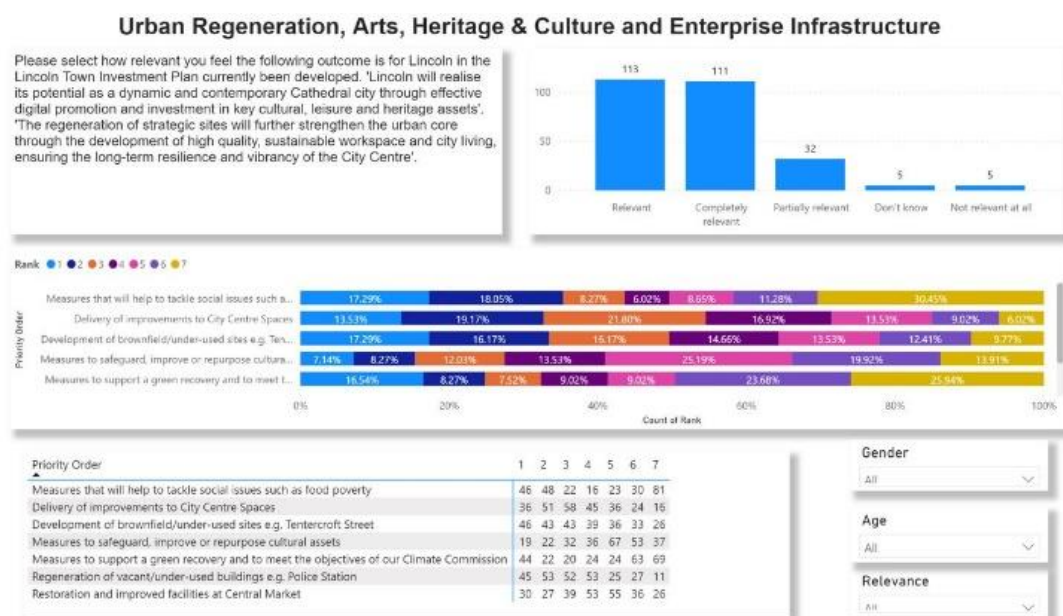 Urban Regeneration, Arts, Heritage & Culture and Enterprise Infrastructure
Please select how relevant you feel the following outcome is for Lincoln in the
Lincoln Town Investment Plan currently been developed. 'Lincoln will realise
its potential as a dynamic and contemporary Cathedral city through effective
digital promotion and investment in key cultural, leisure and heritage assets'.
'The regeneration of strategic sites will further strengthen the urban core
through the development of high quality, sustainable workspace and city living,
ensuring the long-term resilience and vibrancy of the City Centre'.
113 111 32 5 5
100
50
0
Relevant Completely relevant Partially relevant Don't know Not relevant at all
Rank 1 2 3 4 5 6 7
Priority Order
Measures that will help to tackle social issues such a... 17.29% 18.05% 8.27% 6.02% 8.65% 11.28% 30.45%
Delivery of improvements to City Centre Spaces 13.53% 19.17% 21.80% 16.92% 13.53% 9.02% 6.02%
Development of brownfield/under-used sites e.g. Ten... 17.29% 16.17% 16.17% 14.66% 13.53% 12.41% 9.77%
Measures to safeguard, improve or repurpose cultura... 7.14% 8.27% 12.03% 13.53% 25.19% 19.92% 13.91%
Measures to support a green recovery and to meet t... 16.54% 8.27% 7.52% 9.02% 9.02% 23.68% 25.94%
0% 20% 40% 60% 80% 100%
Count of Rank
Priority Order 1 2 3 4 5 6 7
Measures that will help to tackle social issues such as food poverty 46 48 22 16 23 30 81
Delivery of improvements to City Centre Spaces 36 51 58 45 36 24 16
Development of brownfield/under-used sites e.g. Tentercroft Street 46 43 43 39 36 33 26
Measures to safeguard, improve or repurpose cultural assets 19 22 32 36 67 53 37
Measures to support a green recovery and to meet the objectives of our Climate Commission 44 22 20 24 24 63 69
Regeneration of vacant/under-used buildings e.g. Police Station 45 53 52 53 25 27 11
Restoration and improved facilities at Central Market 30 27 39 53 55 36 26
Gender
All
Age
All
Relevance
All